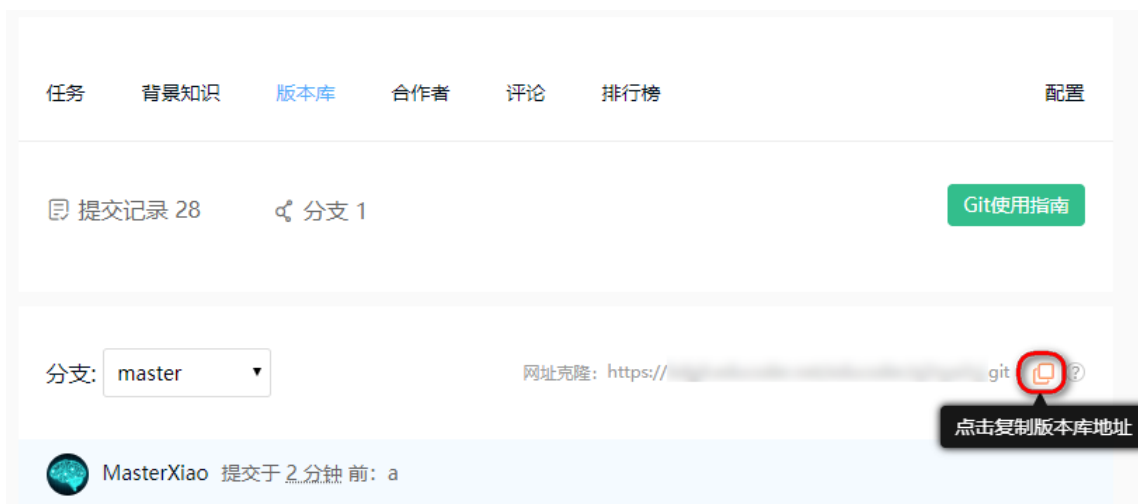 任务 背景知识 版本库 合作者 评论 排行榜 配置
提交记录 28 分支 1 Git使用指南
分支: master 网址克隆：https:// git
点击复制版本库地址
MasterXiao 提交于 2 分钟 前：a